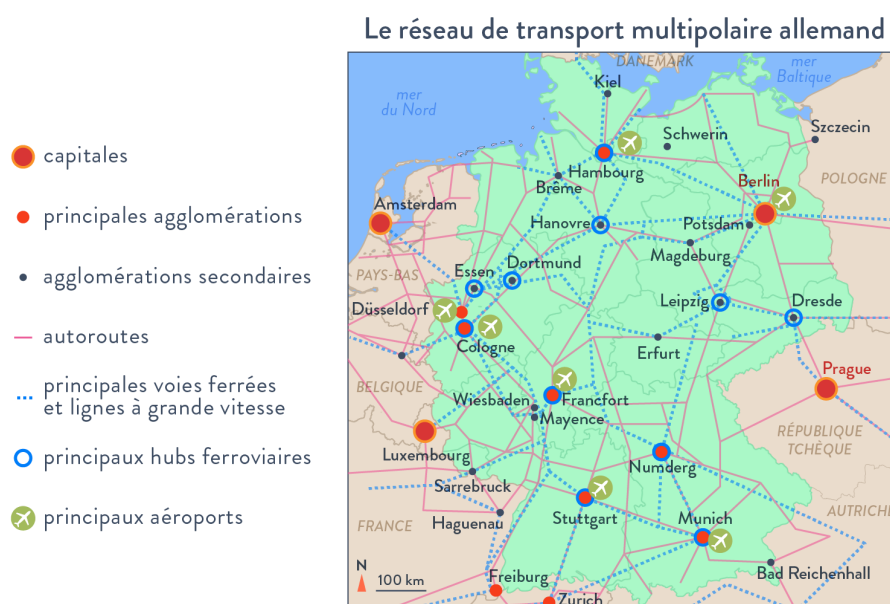 Le réseau de transport multipolaire allemand
capitales
principales agglomérations
agglomérations secondaires
autoroutes
principales voies ferrées
et lignes à grande vitesse
principaux hubs ferroviaires
principaux aéroports
DANEMARK
mer
Baltique
Kiel
mer
du Nord
Schwerin
Szczecin
Hambourg
POLOGNE
Brême
Berlin
Amsterdam
Hanovre
Potsdam
Magdeburg
PAYS-BAS
Essen
Dortmund
Düsseldorf
Leipzig
Dresde
Cologne
Erfurt
Prague
BELGIQUE
Wiesbaden
Francfort
Mayence
RÉPUBLIQUE
TCHÈQUE
Luxembourg
Numderg
Sarrebruck
AUTRICHE
FRANCE
Haguenau
Stuttgart
Munich
N
100 km
Freiburg
Bad Reichenhall
Zurich